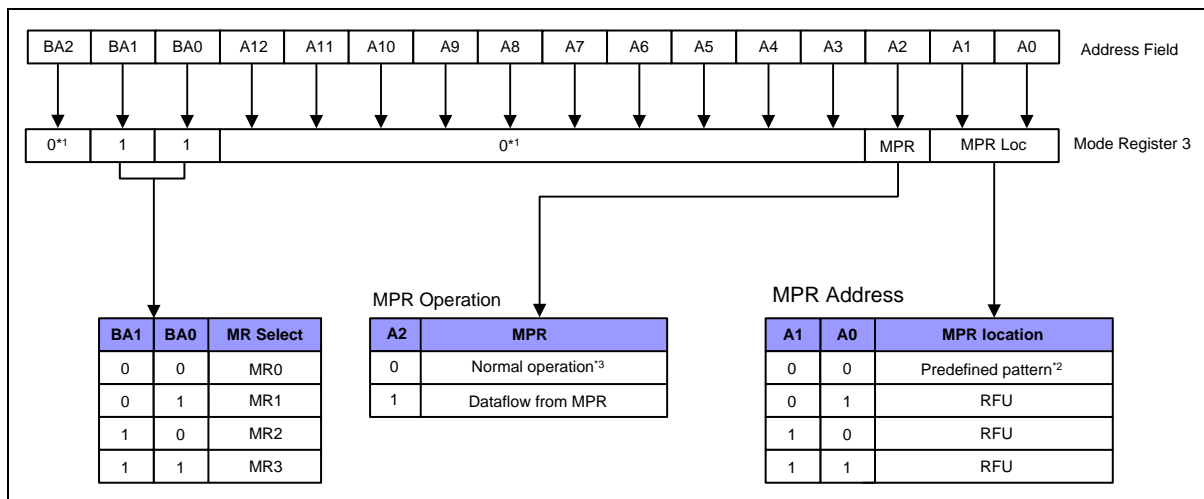 BA2 BA1 BA0 A12 A11 A10 A9 A8 A7 A6 A5 A4 A3 A2 A1 A0 Address Field
0*1 1 1 0*1 MPR MPR Loc Mode Register 3
MPR Operation
MPR Address
BA1 BA0 MR Select
0 0 MR0
0 1 MR1
1 0 MR2
1 1 MR3
A2 MPR
0 Normal operation*3
1 Dataflow from MPR
A1 A0 MPR location
0 0 Predefined pattern*2
0 1 RFU
1 0 RFU
1 1 RFU